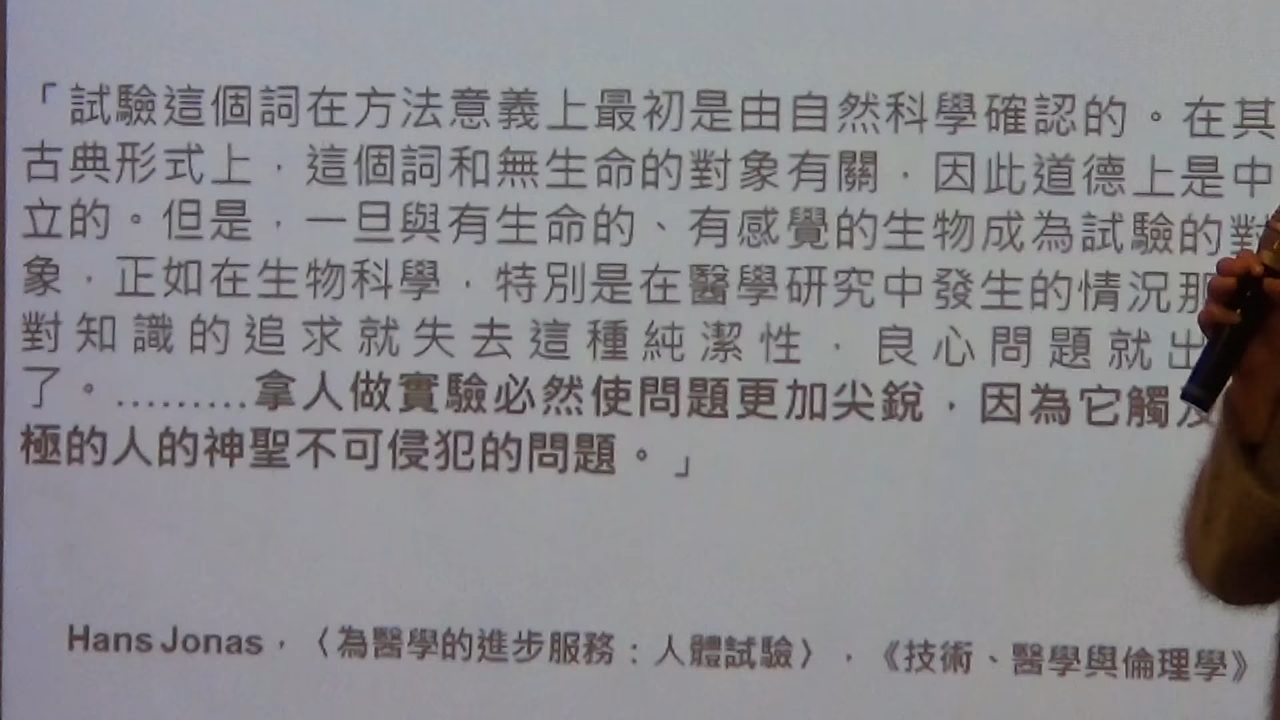 「試驗這個詞在方法意義上最初是由自然科學確認的。在其
古典形式上，這個詞和無生命的對象有關，因此道德上是中
立的。但是，一旦與有生命的、有感覺的生物成為試驗的對
象，正如在生物科學，特別是在醫學研究中發生的情況那
對知識的追求就失去這種純潔性，良心問題就出
了。………拿人做實驗必然使問題更加尖銳，因為它觸及
極的人的神聖不可侵犯的問題。」
Hans Jonas，〈為醫學的進步服務：人體試驗〉，《技術、醫學與倫理學》